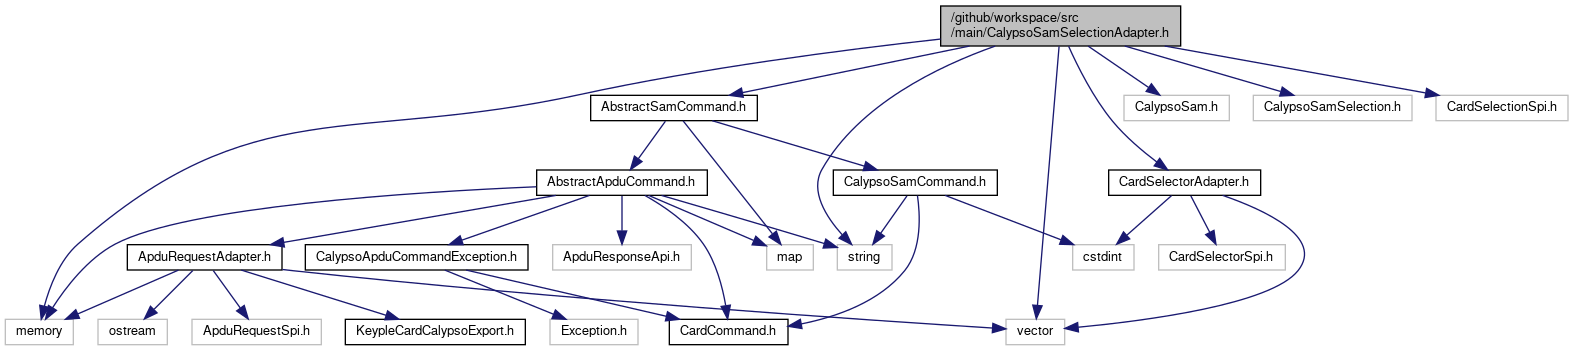 /github/workspace/src
/main/CalypsoSamSelectionAdapter.h
AbstractSamCommand.h
CalypsoSam.h
CalypsoSamSelection.h
CardSelectionSpi.h
AbstractApduCommand.h
CalypsoSamCommand.h
CardSelectorAdapter.h
ApduRequestAdapter.h
CalypsoApduCommandException.h
ApduResponseApi.h
map
string
cstdint
CardSelectorSpi.h
memory
ostream
ApduRequestSpi.h
KeypleCardCalypsoExport.h
Exception.h
CardCommand.h
vector